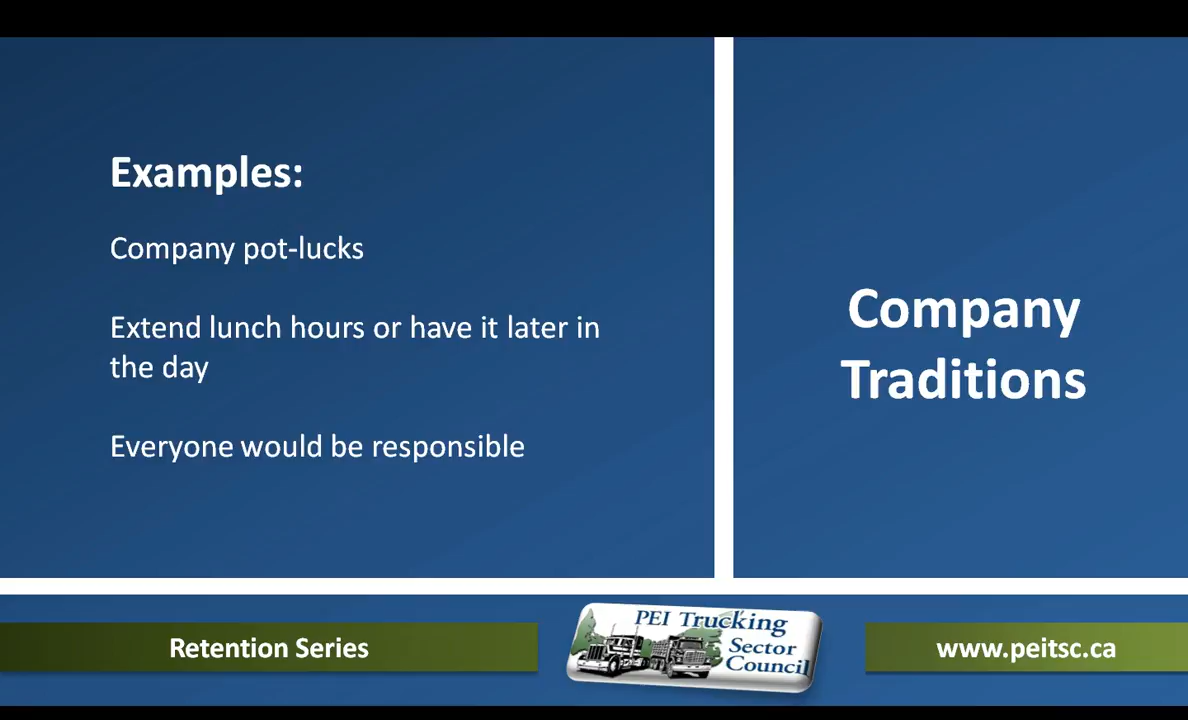 Examples:
Company pot-lucks
Extend lunch hours or have it later in
the day
Everyone would be responsible
Company
Traditions
Retention Series
PEI Trucking
Sector
Council
www.peitsc.ca